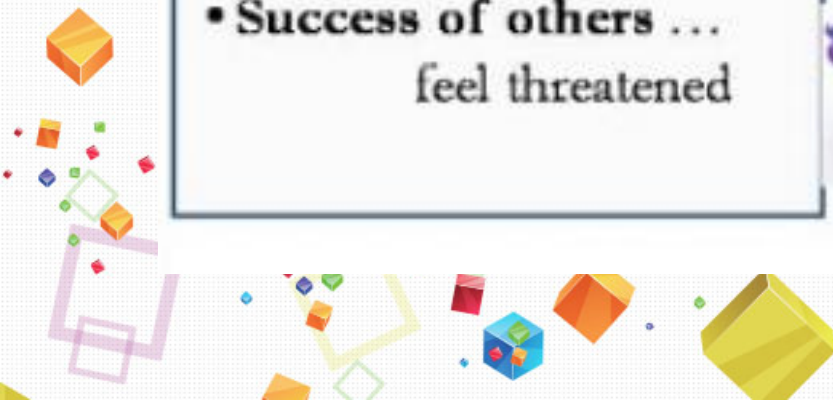 • Success of others ...
feel threatened